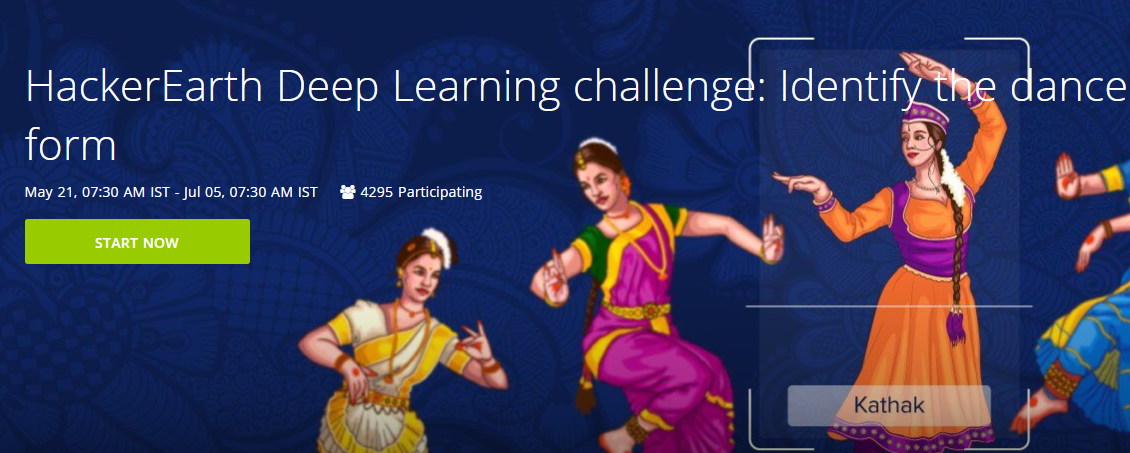 HackerEarth Deep Learning challenge: Identify the dance
form
May 21, 07:30 AM IST - Jul 05, 07:30 AM IST 4295 Participating
START NOW
Kathak